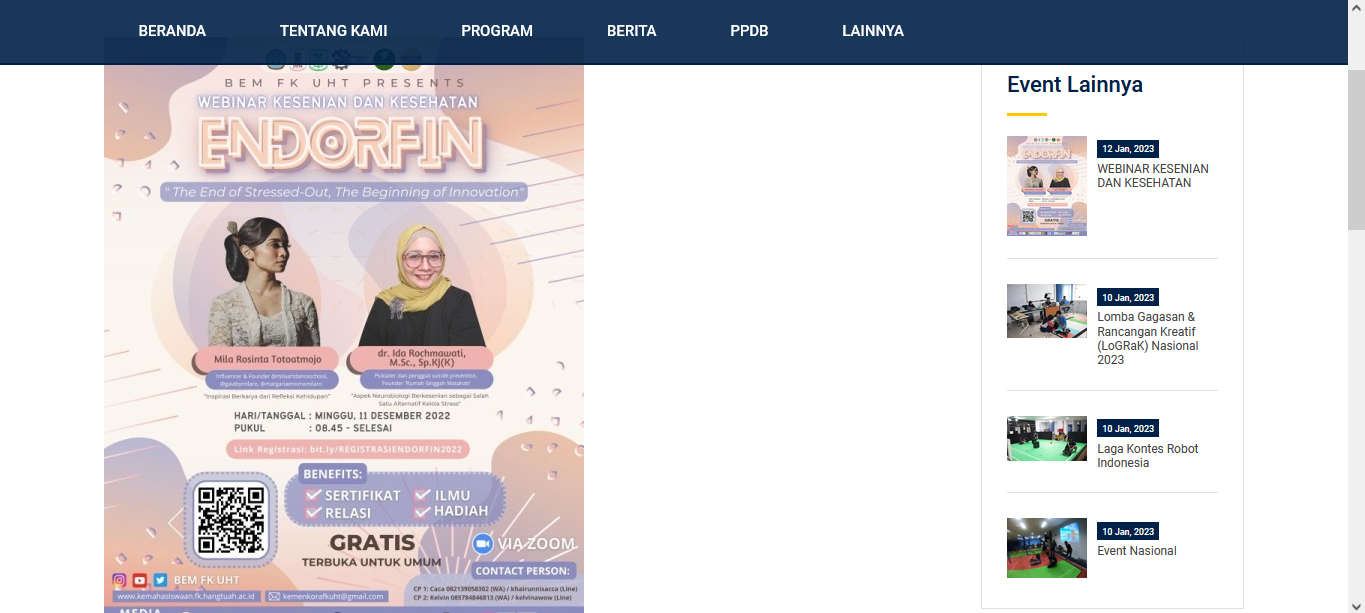 BERANDA TENTANG KAMI PROGRAM BERITA PPDB LAINNYA
BEM FK UHT PRESENTS
WEBINAR KESENIAN DAN KESEHATAN
ENDORFIN
" The End of Stressed-Out, The Beginning of Innovation"
Mila Rosinta Totoatmojo
Influencer & Founder @milaartdanceschool,
@gaulbymilaro, @margariaetnomxmilaro
"Inspirasi Berkarya dari Refleksi Kehidupan"
dr. Ida Rochmawati,
M.Sc., Sp.KJ(K)
Psikiater dan penggiat suicide prevention,
Founder 'Rumah Singgah Matahati'
"Aspek Neurobiologi Berkesenian sebagai Salah
Satu Alternatif Kelola Stress"
HARI/TANGGAL : MINGGU, 11 DESEMBER 2022
PUKUL : 08.45 - SELESAI
Link Registrasi: bit.ly/REGISTRASIENDORFIN2022
BENEFITS:
SERTIFIKAT ILMU
RELASI HADIAH
GRATIS
TERBUKA UNTUK UMUM
VIA ZOOM
CONTACT PERSON:
BEM FK UHT
www.kemahasiswaan.fk.hangtuah.ac.id kemenkorafkuht@gmail.com
CP 1: Caca 082139058302 (WA) / khairunnisacca (Line)
CP 2: Kelvin 085784846813 (WA) / kelvinawow (Line)
MEDIA
Event Lainnya
12 Jan, 2023
WEBINAR KESENIAN
DAN KESEHATAN
10 Jan, 2023
Lomba Gagasan &
Rancangan Kreatif
(LoGRaK) Nasional
2023
10 Jan, 2023
Laga Kontes Robot
Indonesia
10 Jan, 2023
Event Nasional